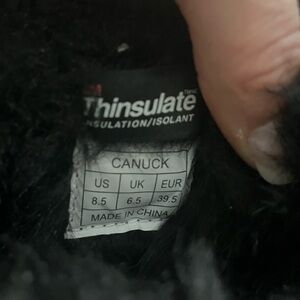 Thinsulate
INSULATION/ISOLANT
CANUCK
US UK EUR
8.5 6.5 39.5
MADE IN CHINA